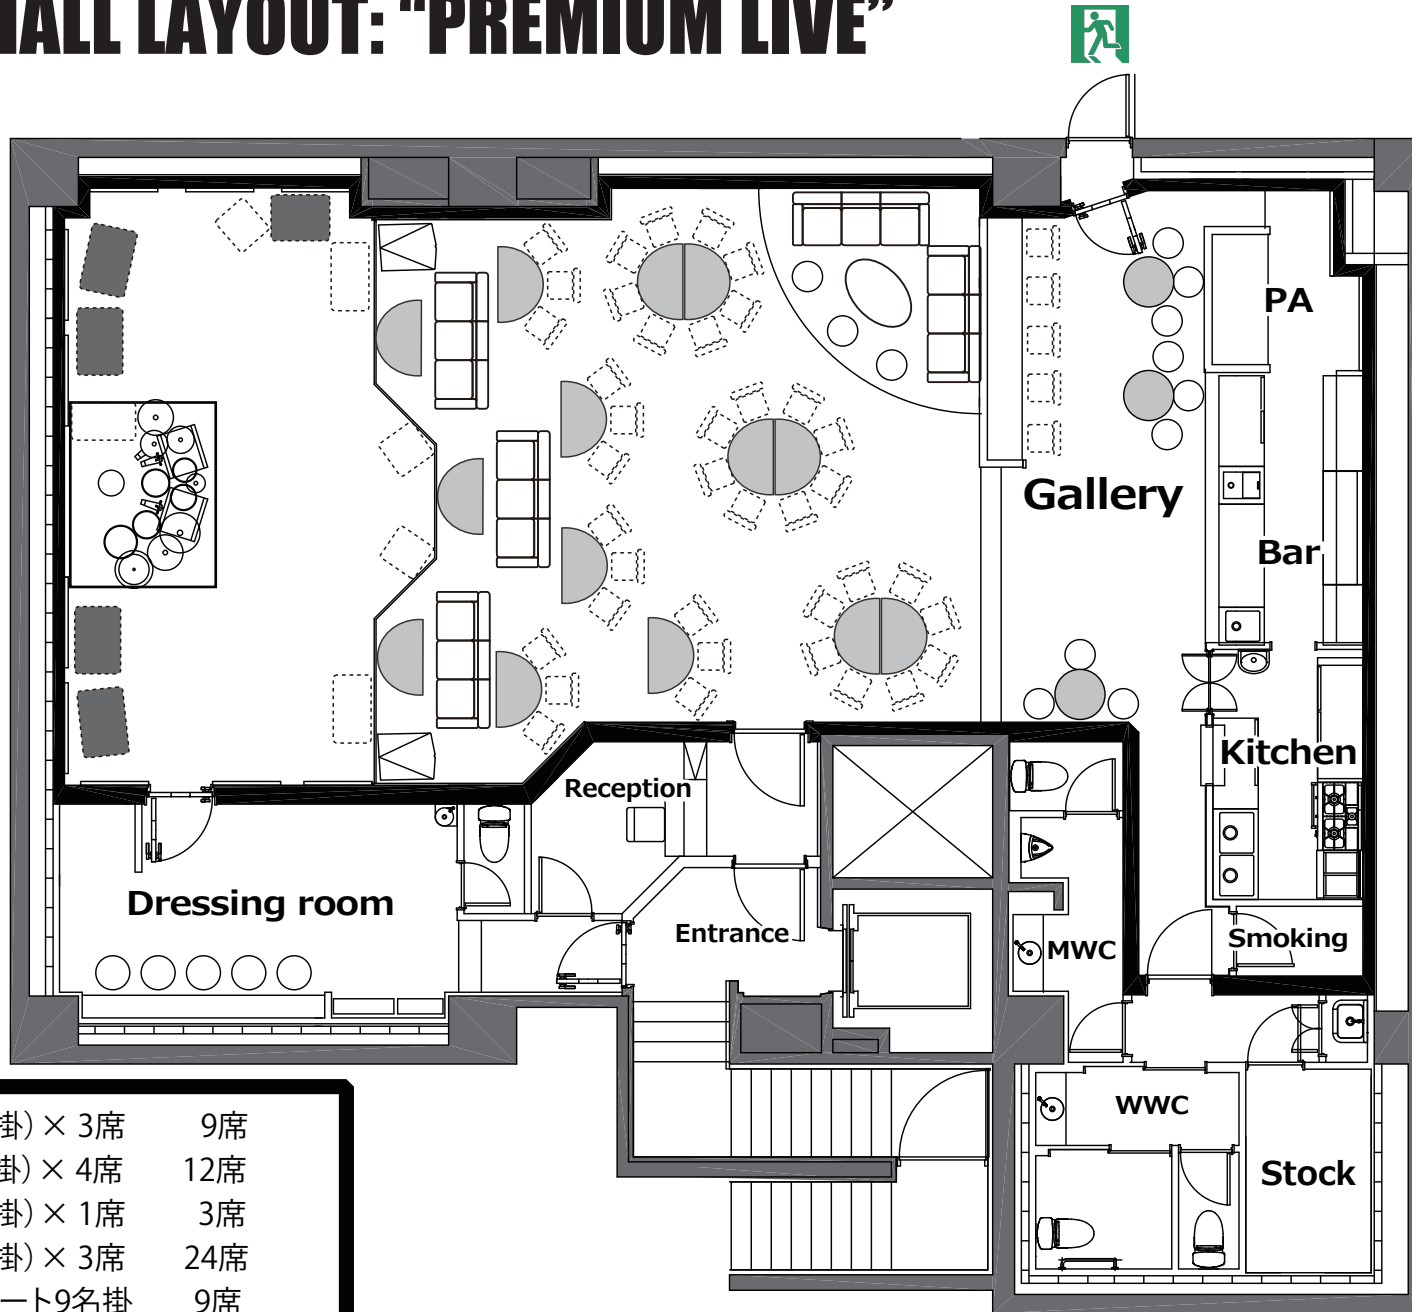 HALL LAYOUT: “PREMIUM LIVE”
PA
Gallery
Bar
Kitchen
Reception
Dressing room
Entrance
MWC
Smoking
WWC
Stock
掛）× 3席 9席
掛）× 4席 12席
掛）× 1席 3席
掛）× 3席 24席
ート9名掛 9席